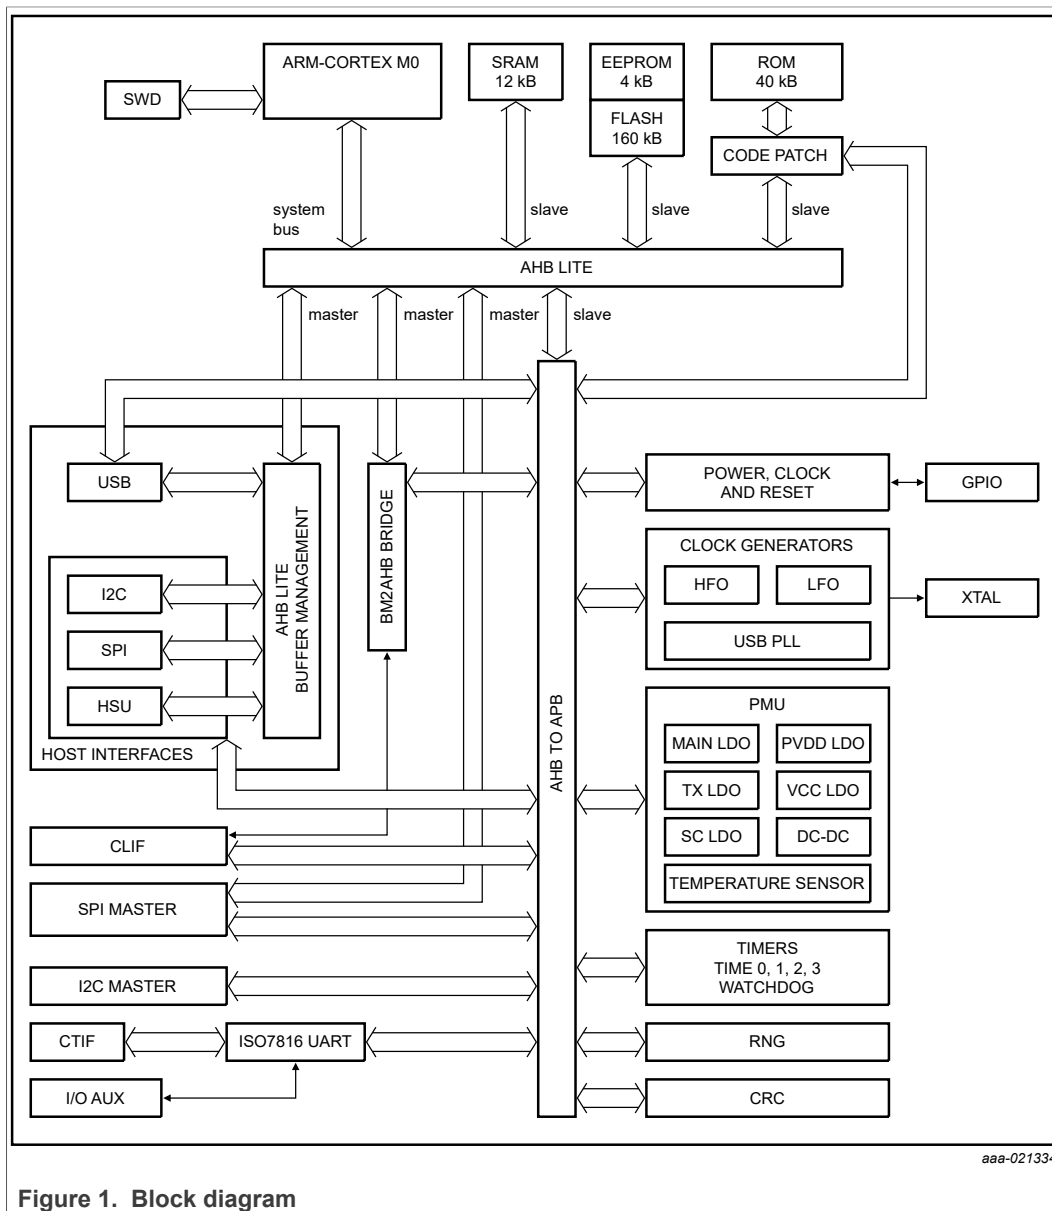 ARM-CORTEX M0
SRAM
12 kB
EEPROM
4 kB
ROM
40 kB
SWD
FLASH
160 kB
CODE PATCH
system
bus
slave
slave
slave
AHB LITE
master
master
master
slave
USB
AHB LITE
BUFFER MANAGEMENT
BM2AHB BRIDGE
AHB TO APB
POWER, CLOCK
AND RESET
GPIO
I2C
SPI
HSU
HOST INTERFACES
CLOCK GENERATORS
HFO
LFO
USB PLL
XTAL
PMU
MAIN LDO
PVDD LDO
TX LDO
VCC LDO
SC LDO
DC-DC
TEMPERATURE SENSOR
CLIF
SPI MASTER
I2C MASTER
TIMERS
TIME 0, 1, 2, 3
WATCHDOG
CTIF
ISO7816 UART
RNG
I/O AUX
CRC
aaa-021334
Figure 1. Block diagram